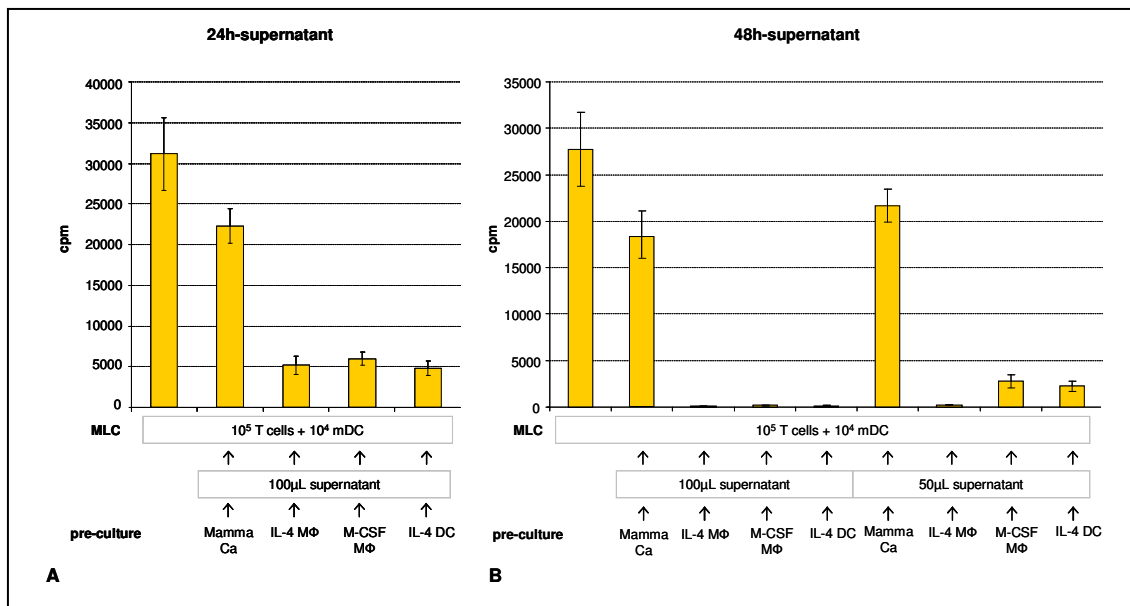 24h-supernatant
40000
35000
30000
25000
20000
15000
10000
5000
0
cpm
MLC
10⁵ T cells + 10⁴ mDC
100µL supernatant
pre-culture
Mamma Ca
IL-4 MΦ
M-CSF MΦ
IL-4 DC
A
48h-supernatant
35000
30000
25000
20000
15000
10000
5000
0
cpm
MLC
10⁵ T cells + 10⁴ mDC
100µL supernatant
50µL supernatant
pre-culture
Mamma Ca
IL-4 MΦ
M-CSF MΦ
IL-4 DC
Mamma Ca
IL-4 MΦ
M-CSF MΦ
IL-4 DC
B